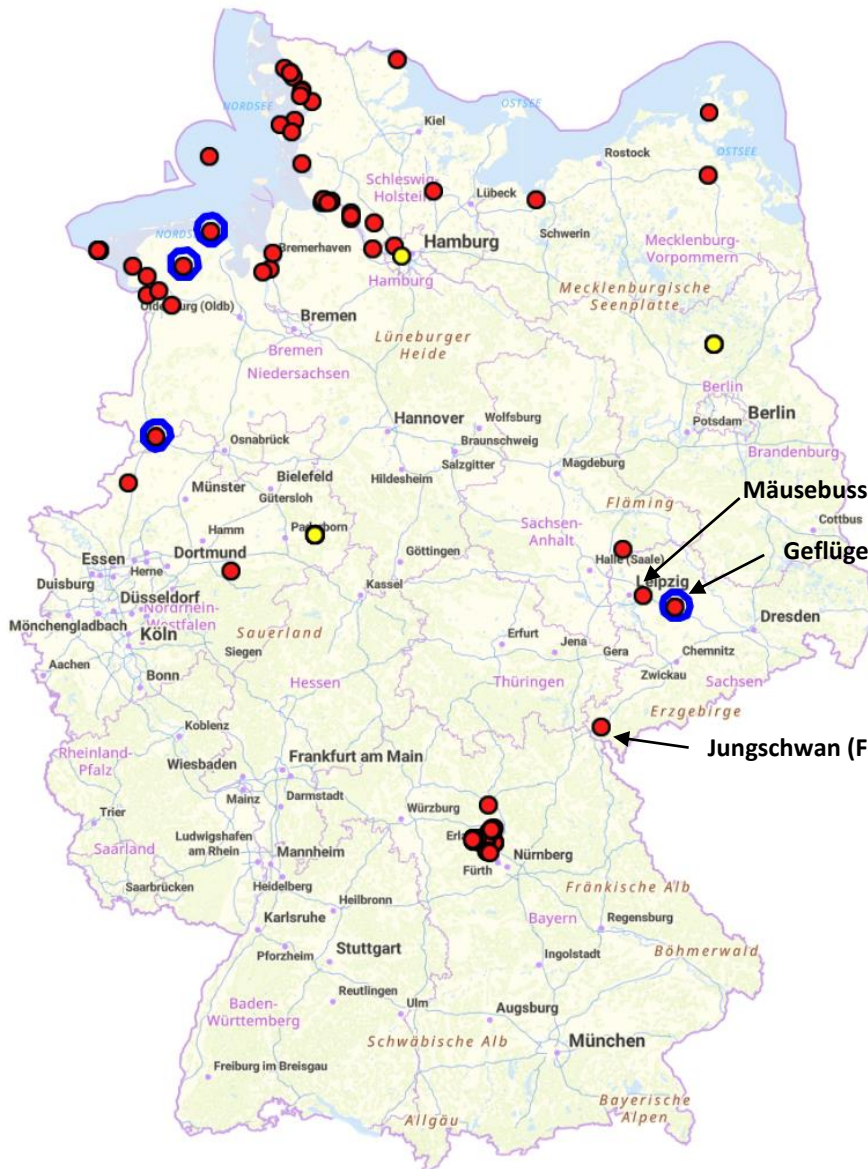 NORDSEE
OSTSEE
Kiel
Rostock
OSTSEE
Schleswig-
Holstein
Lübeck
NORDS
Schwerin
Mecklenburg-
Vorpommern
Bremerhaven
Hamburg
Hamburg
Mecklenburgische
Seenplatte
Oldenburg (Oldb)
Bremen
Lüneburger
Heide
Bremen
Niedersachsen
Berlin
Hannover
Wolfsburg
Berlin
Potsdam
Osnabrück
Braunschweig
Brandenburg
Salzgitter
Bielefeld
Hildesheim
Magdeburg
Münster
Gütersloh
Mäusebuss
Fläming
Cottbus
Hamm
Paderborn
Sachsen-
Anhalt
Essen
Dortmund
Göttingen
Halle (Saale)
Geflüge
Herne
Duisburg
Kassel
Leipzig
Düsseldorf
Nordrhein-
Westfalen
Mönchengladbach
Dresden
Köln
Sauerland
Erfurt
Jena
Gera
Chemnitz
Aachen
Siegen
Zwickau
Bonn
Hessen
Thüringen
Sachsen
Erzgebirge
Koblenz
Jungschwan (F
Rheinland-
Pfalz
Wiesbaden
Frankfurt am Main
Mainz
Darmstadt
Trier
Würzburg
Ludwigshafen
am Rhein
Erla
Saarland
Mannheim
Nürnberg
Fürth
Saarbrücken
Heidelberg
Fränkische Alb
Heilbronn
Karlsruhe
Bayern
Regensburg
Pforzheim
Stuttgart
Ingolstadt
Böhmerwald
Reutlingen
Baden-
Württemberg
Ulm
Augsburg
Schwäbische Alb
München
Freiburg im Breisgau
Bayerische
Alpen
Allgäu